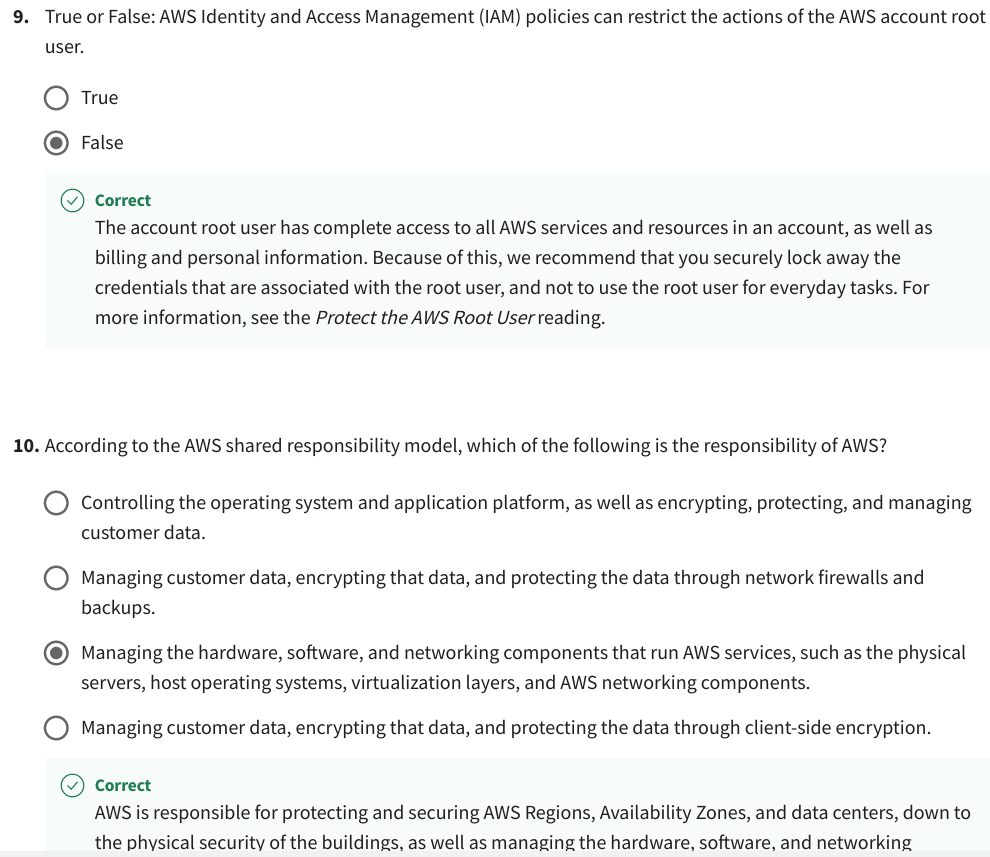 9. True or False: AWS Identity and Access Management (IAM) policies can restrict the actions of the AWS account root
user.
True
False
Correct
The account root user has complete access to all AWS services and resources in an account, as well as
billing and personal information. Because of this, we recommend that you securely lock away the
credentials that are associated with the root user, and not to use the root user for everyday tasks. For
more information, see the Protect the AWS Root User reading.
10. According to the AWS shared responsibility model, which of the following is the responsibility of AWS?
Controlling the operating system and application platform, as well as encrypting, protecting, and managing
customer data.
Managing customer data, encrypting that data, and protecting the data through network firewalls and
backups.
Managing the hardware, software, and networking components that run AWS services, such as the physical
servers, host operating systems, virtualization layers, and AWS networking components.
Managing customer data, encrypting that data, and protecting the data through client-side encryption.
Correct
AWS is responsible for protecting and securing AWS Regions, Availability Zones, and data centers, down to
the physical security of the buildings, as well as managing the hardware, software, and networking